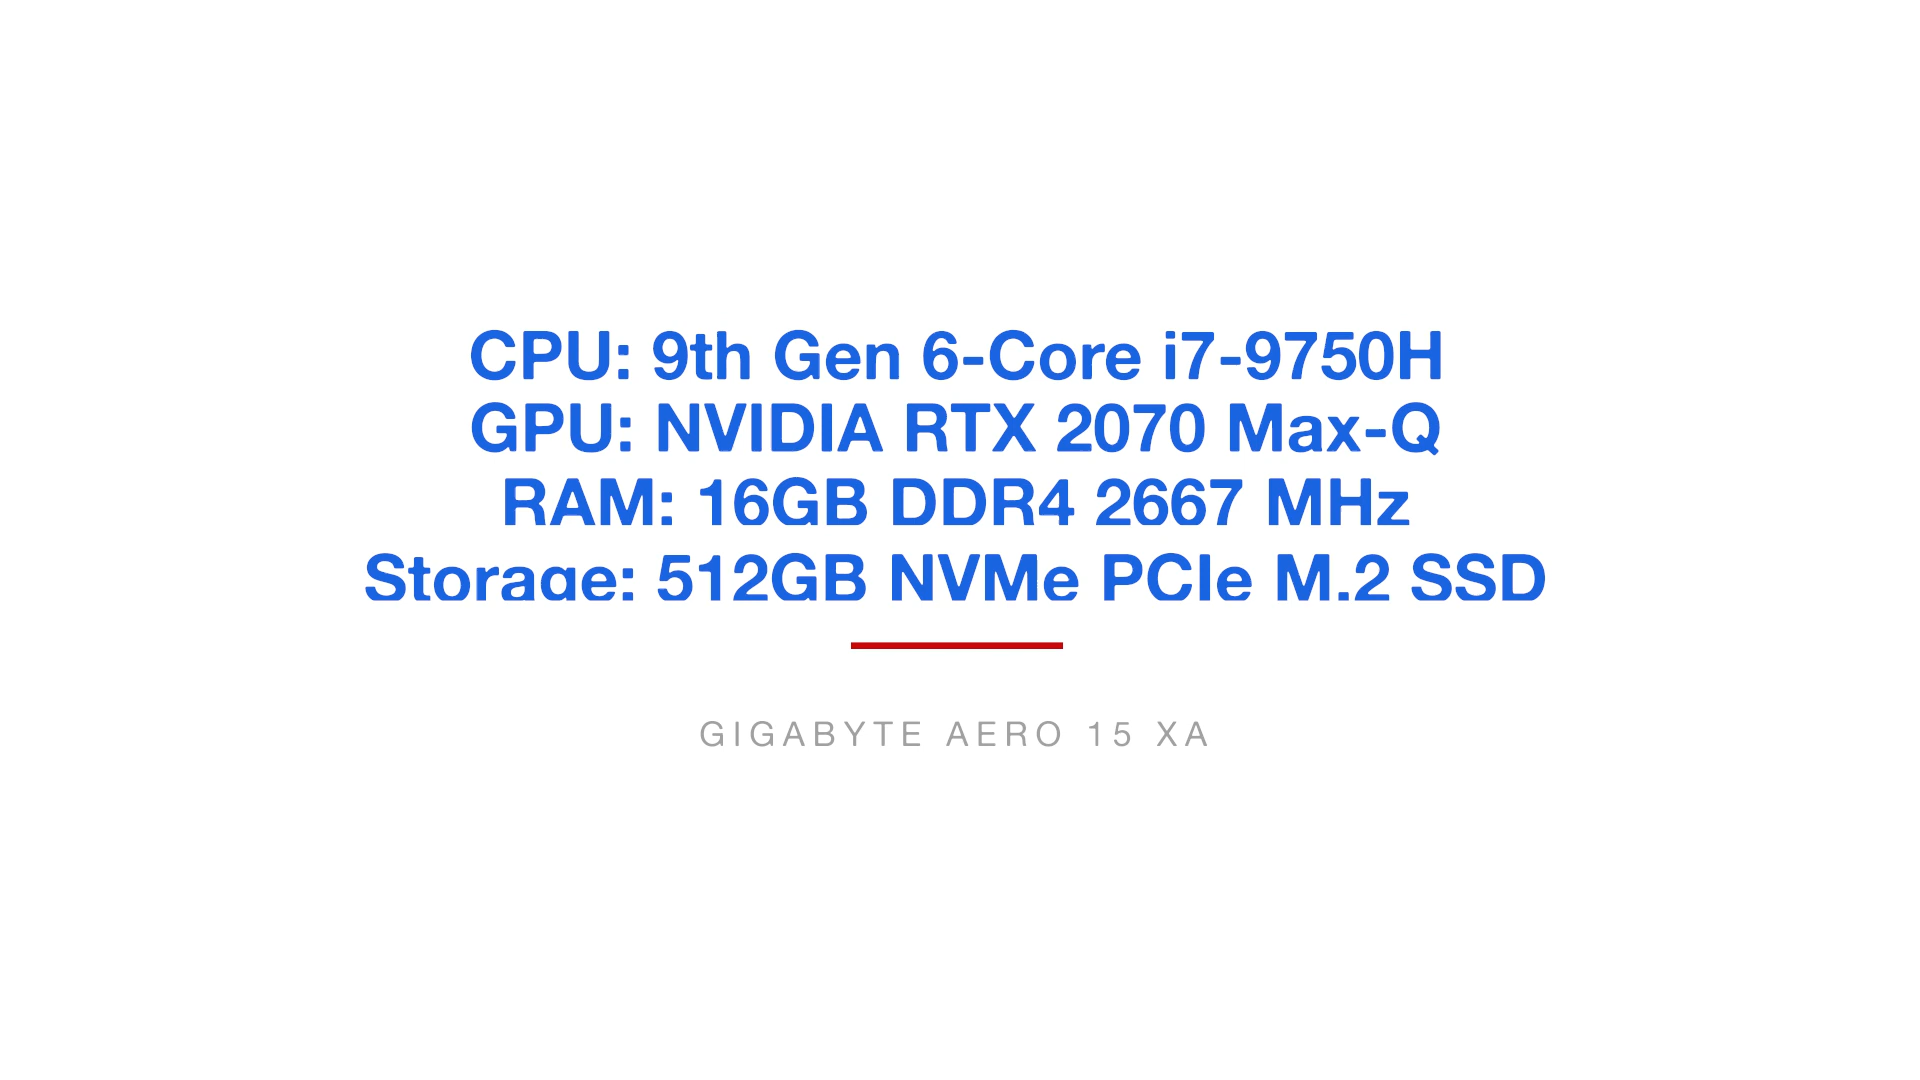 CPU: 9th Gen 6-Core i7-9750H
GPU: NVIDIA RTX 2070 Max-Q
RAM: 16GB DDR4 2667 MHz
Storage: 512GB NVMe PCIe M.2 SSD
GIGABYTE AERO 15 XA